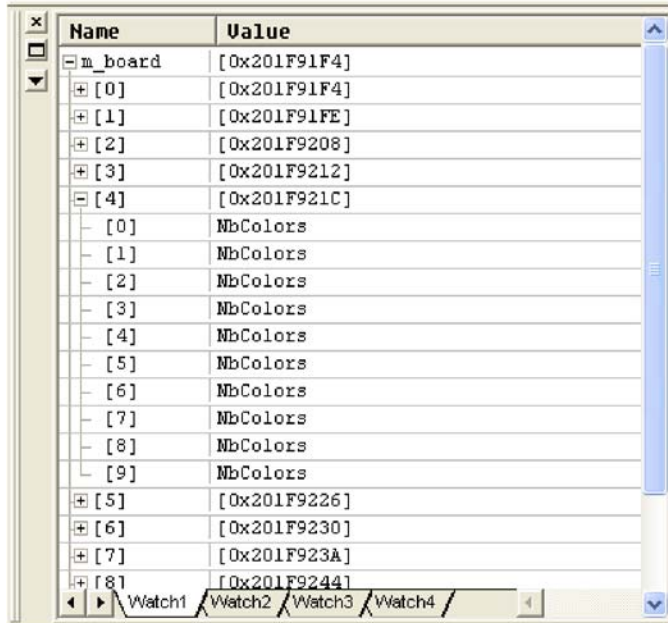 Name Value
m_board [0x201F91F4]
[0] [0x201F91F4]
[1] [0x201F91FE]
[2] [0x201F9208]
[3] [0x201F9212]
[4] [0x201F921C]
[0] NbColors
[1] NbColors
[2] NbColors
[3] NbColors
[4] NbColors
[5] NbColors
[6] NbColors
[7] NbColors
[8] NbColors
[9] NbColors
[5] [0x201F9226]
[6] [0x201F9230]
[7] [0x201F923A]
[8] [0x201F9244]
Watch1 Watch2 Watch3 Watch4